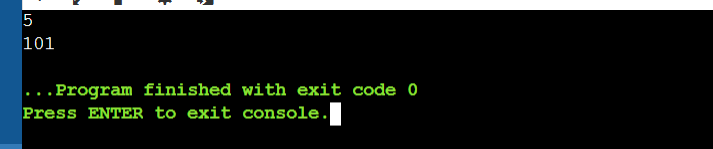 5
101
...Program finished with exit code 0
Press ENTER to exit console.